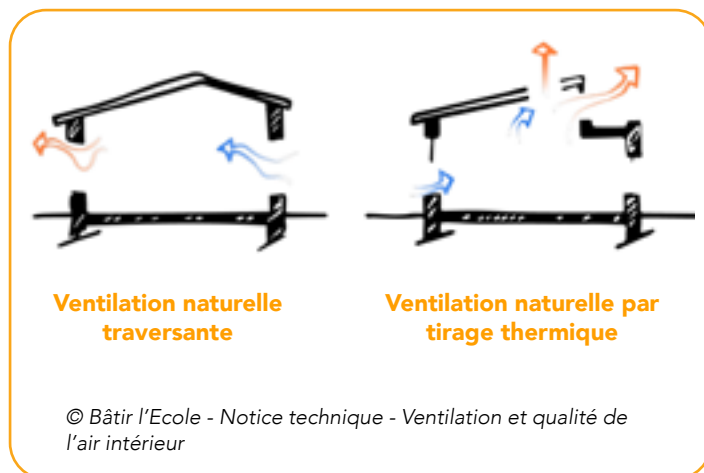 Ventilation naturelle
traversante
Ventilation naturelle par
tirage thermique
© Bâtir l'Ecole - Notice technique - Ventilation et qualité de
l'air intérieur